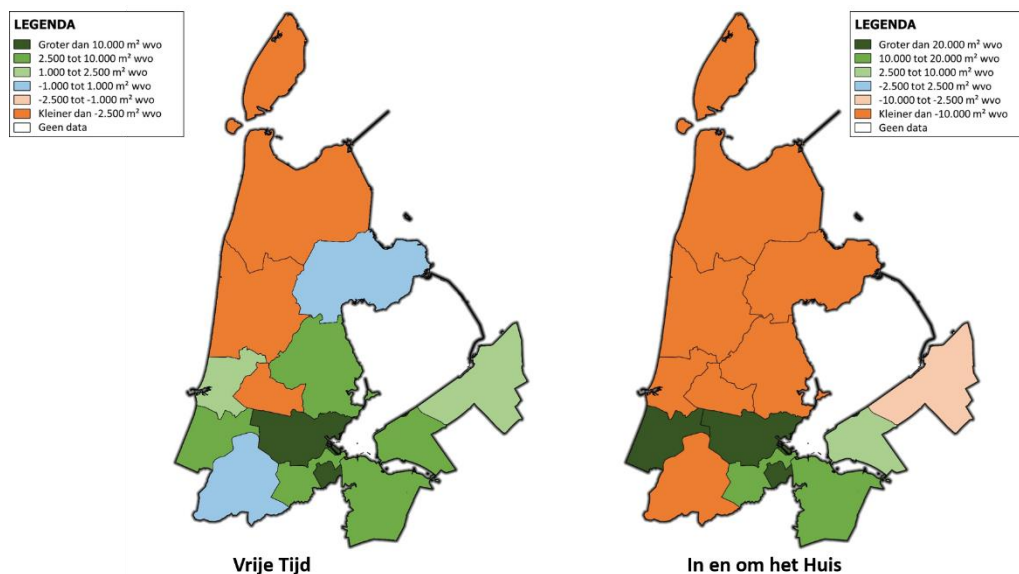 LEGENDA
Groter dan 10.000 m² wvo
2.500 tot 10.000 m² wvo
1.000 tot 2.500 m² wvo
-1.000 tot 1.000 m² wvo
-2.500 tot -1.000 m² wvo
Kleiner dan -2.500 m² wvo
Geen data
Vrije Tijd
LEGENDA
Groter dan 20.000 m² wvo
10.000 tot 20.000 m² wvo
2.500 tot 10.000 m² wvo
-2.500 tot 2.500 m² wvo
-10.000 tot -2.500 m² wvo
Kleiner dan -10.000 m² wvo
Geen data
In en om het Huis